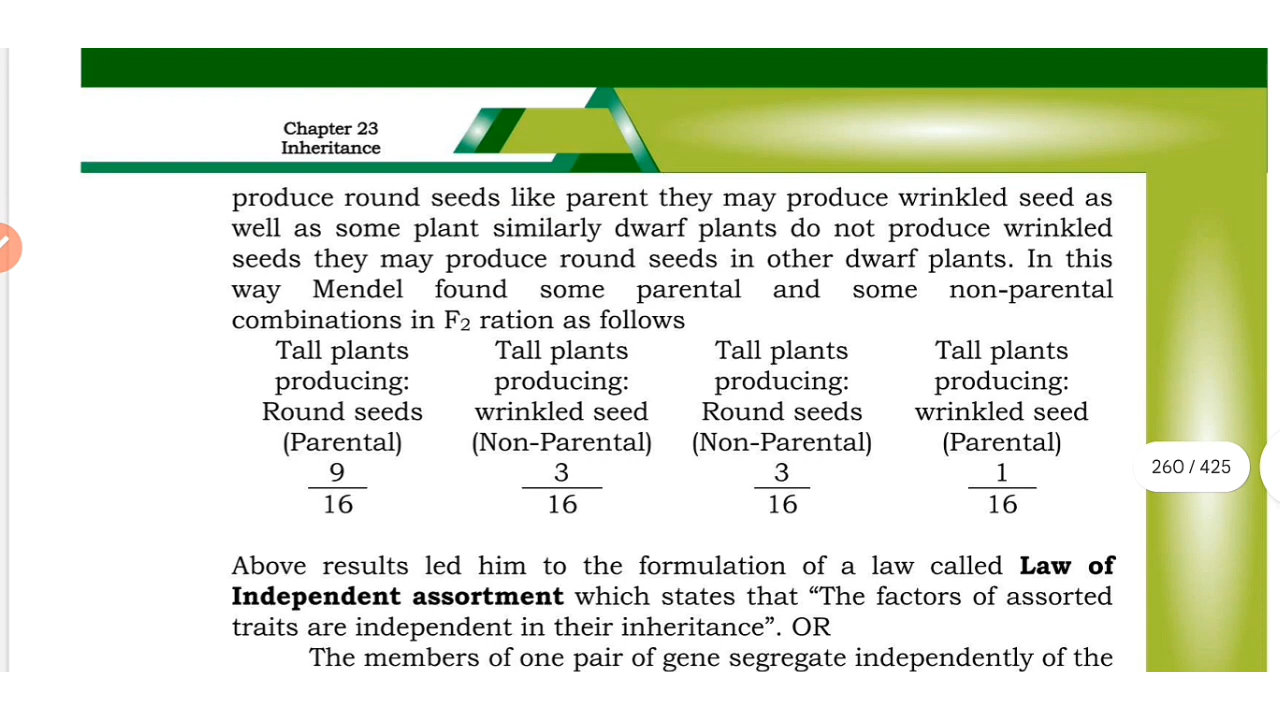 Chapter 23
Inheritance
produce round seeds like parent they may produce wrinkled seed as
well as some plant similarly dwarf plants do not produce wrinkled
seeds they may produce round seeds in other dwarf plants. In this
way Mendel found some parental and some non-parental
combinations in F₂ ration as follows
Tall plants Tall plants Tall plants Tall plants
producing: producing: producing: producing:
Round seeds wrinkled seed Round seeds wrinkled seed
(Parental) (Non-Parental) (Non-Parental) (Parental)
9 3 3 1
16 16 16 16
260 / 425
Above results led him to the formulation of a law called Law of
Independent assortment which states that “The factors of assorted
traits are independent in their inheritance”. OR
The members of one pair of gene segregate independently of the